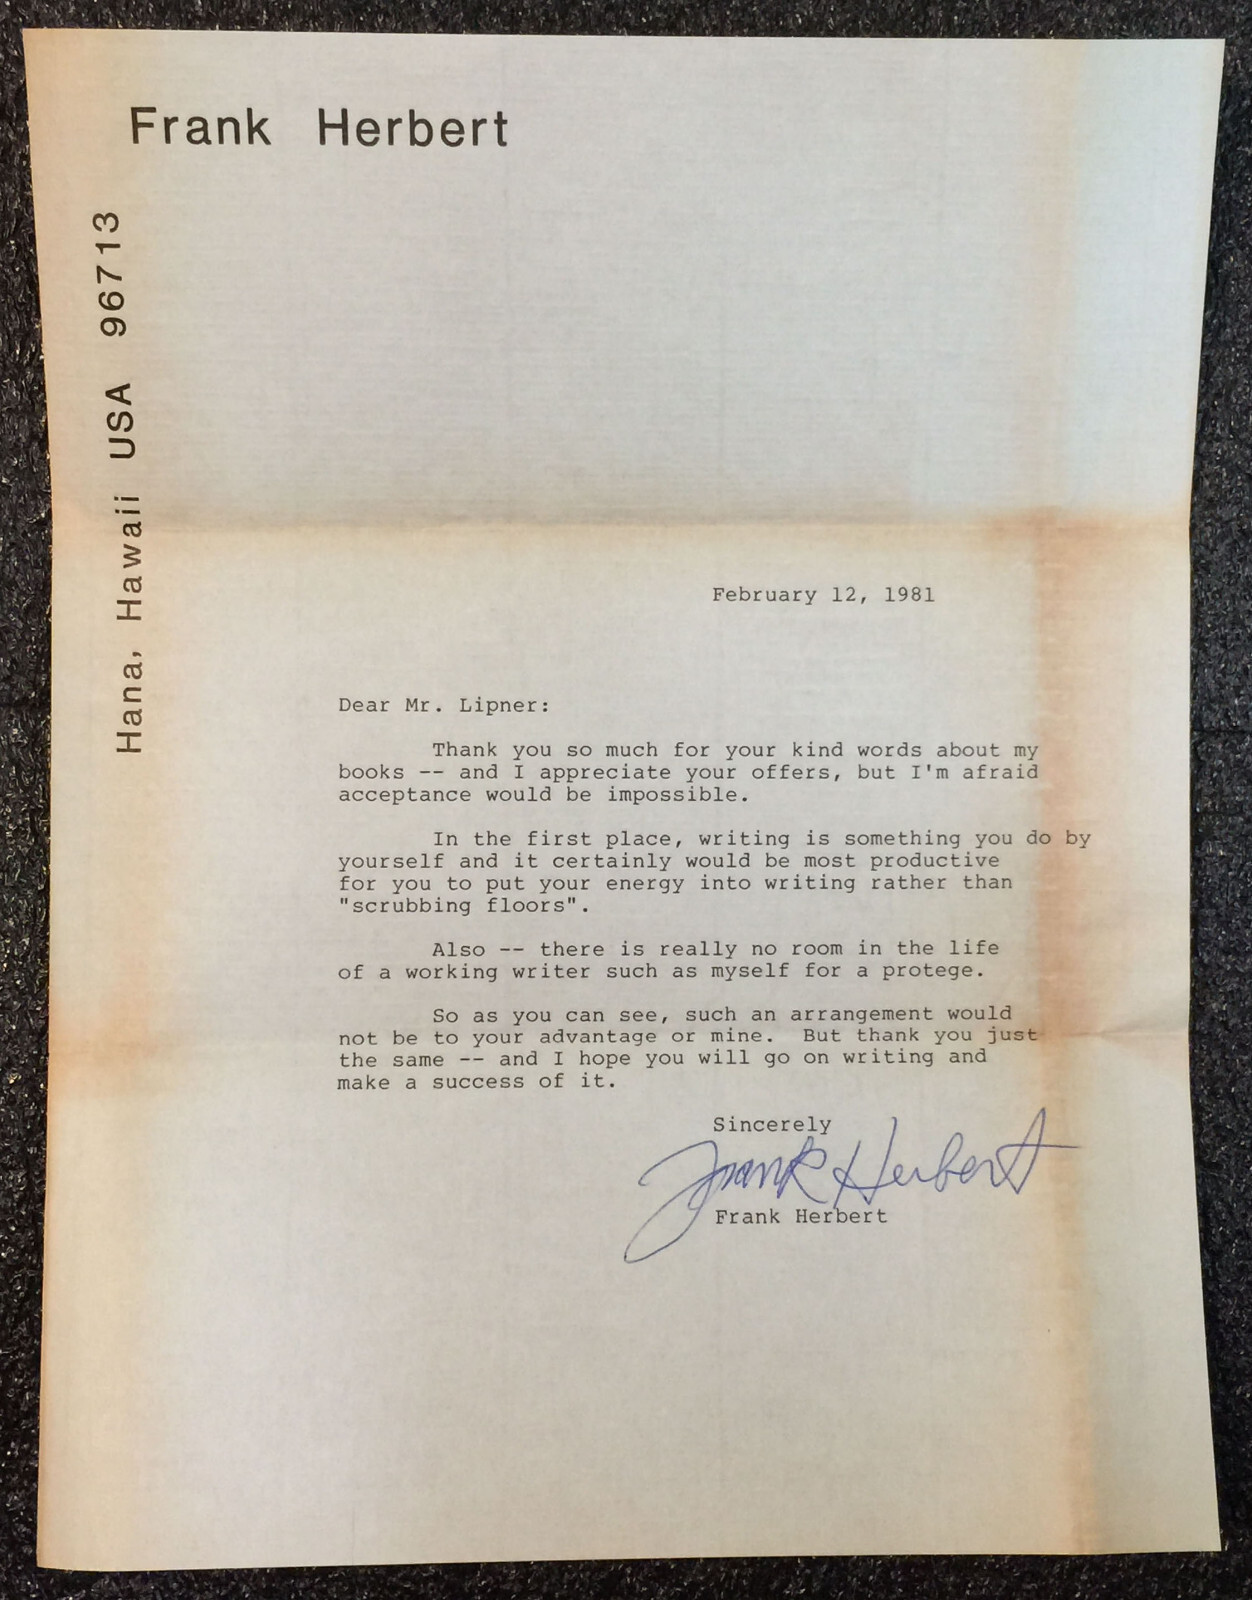 Frank Herbert
Hana, Hawaii USA 96713
February 12, 1981
Dear Mr. Lipner:
Thank you so much for your kind words about my
books -- and I appreciate your offers, but I'm afraid
acceptance would be impossible.
In the first place, writing is something you do by
yourself and it certainly would be most productive
for you to put your energy into writing rather than
"scrubbing floors".
Also -- there is really no room in the life
of a working writer such as myself for a protege.
So as you can see, such an arrangement would
not be to your advantage or mine.  But thank you just
the same -- and I hope you will go on writing and
make a success of it.
Sincerely
Frank Herbert
Frank Herbert